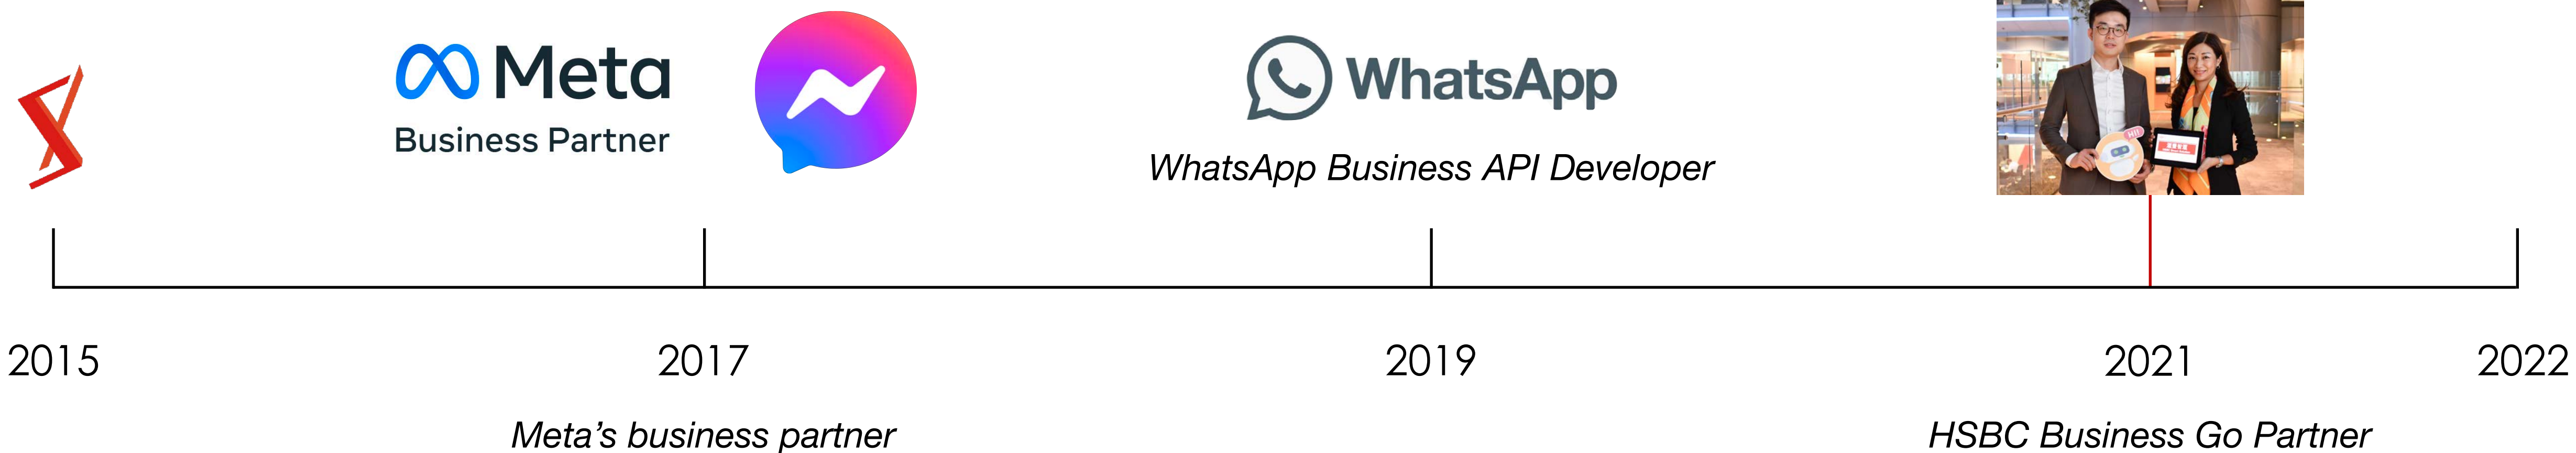 Meta
Business Partner
WhatsApp
WhatsApp Business API Developer
HI!
2015
2017
2019
2021
2022
Meta’s business partner
HSBC Business Go Partner